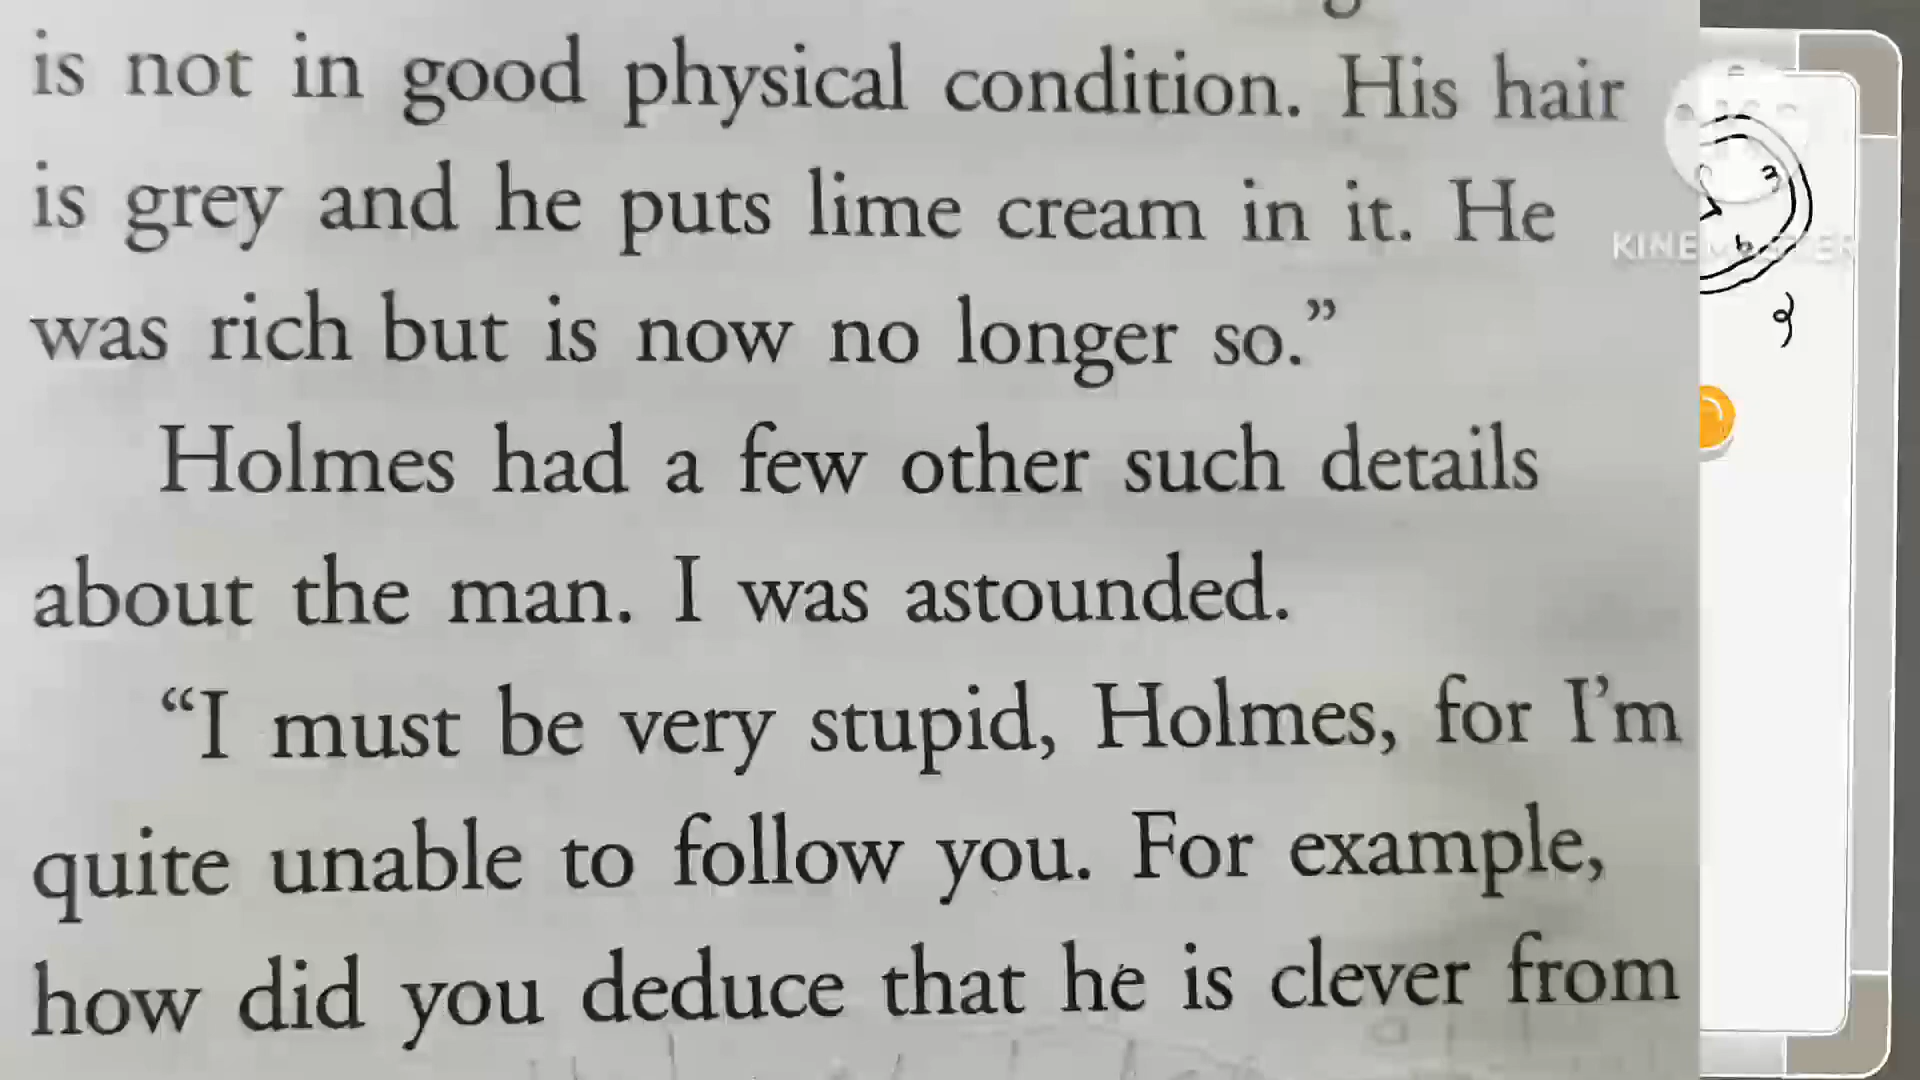 is not in good physical condition. His hair
is grey and he puts lime cream in it. He
was rich but is now no longer so.”
Holmes had a few other such details
about the man. I was astounded.
“I must be very stupid, Holmes, for I’m
quite unable to follow you. For example,
how did you deduce that he is clever from
KINEMASTER
3
6